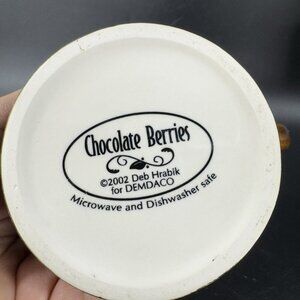 Chocolate Berries
©2002 Deb Hrabik
for DEMDACO
Microwave and Dishwasher safe